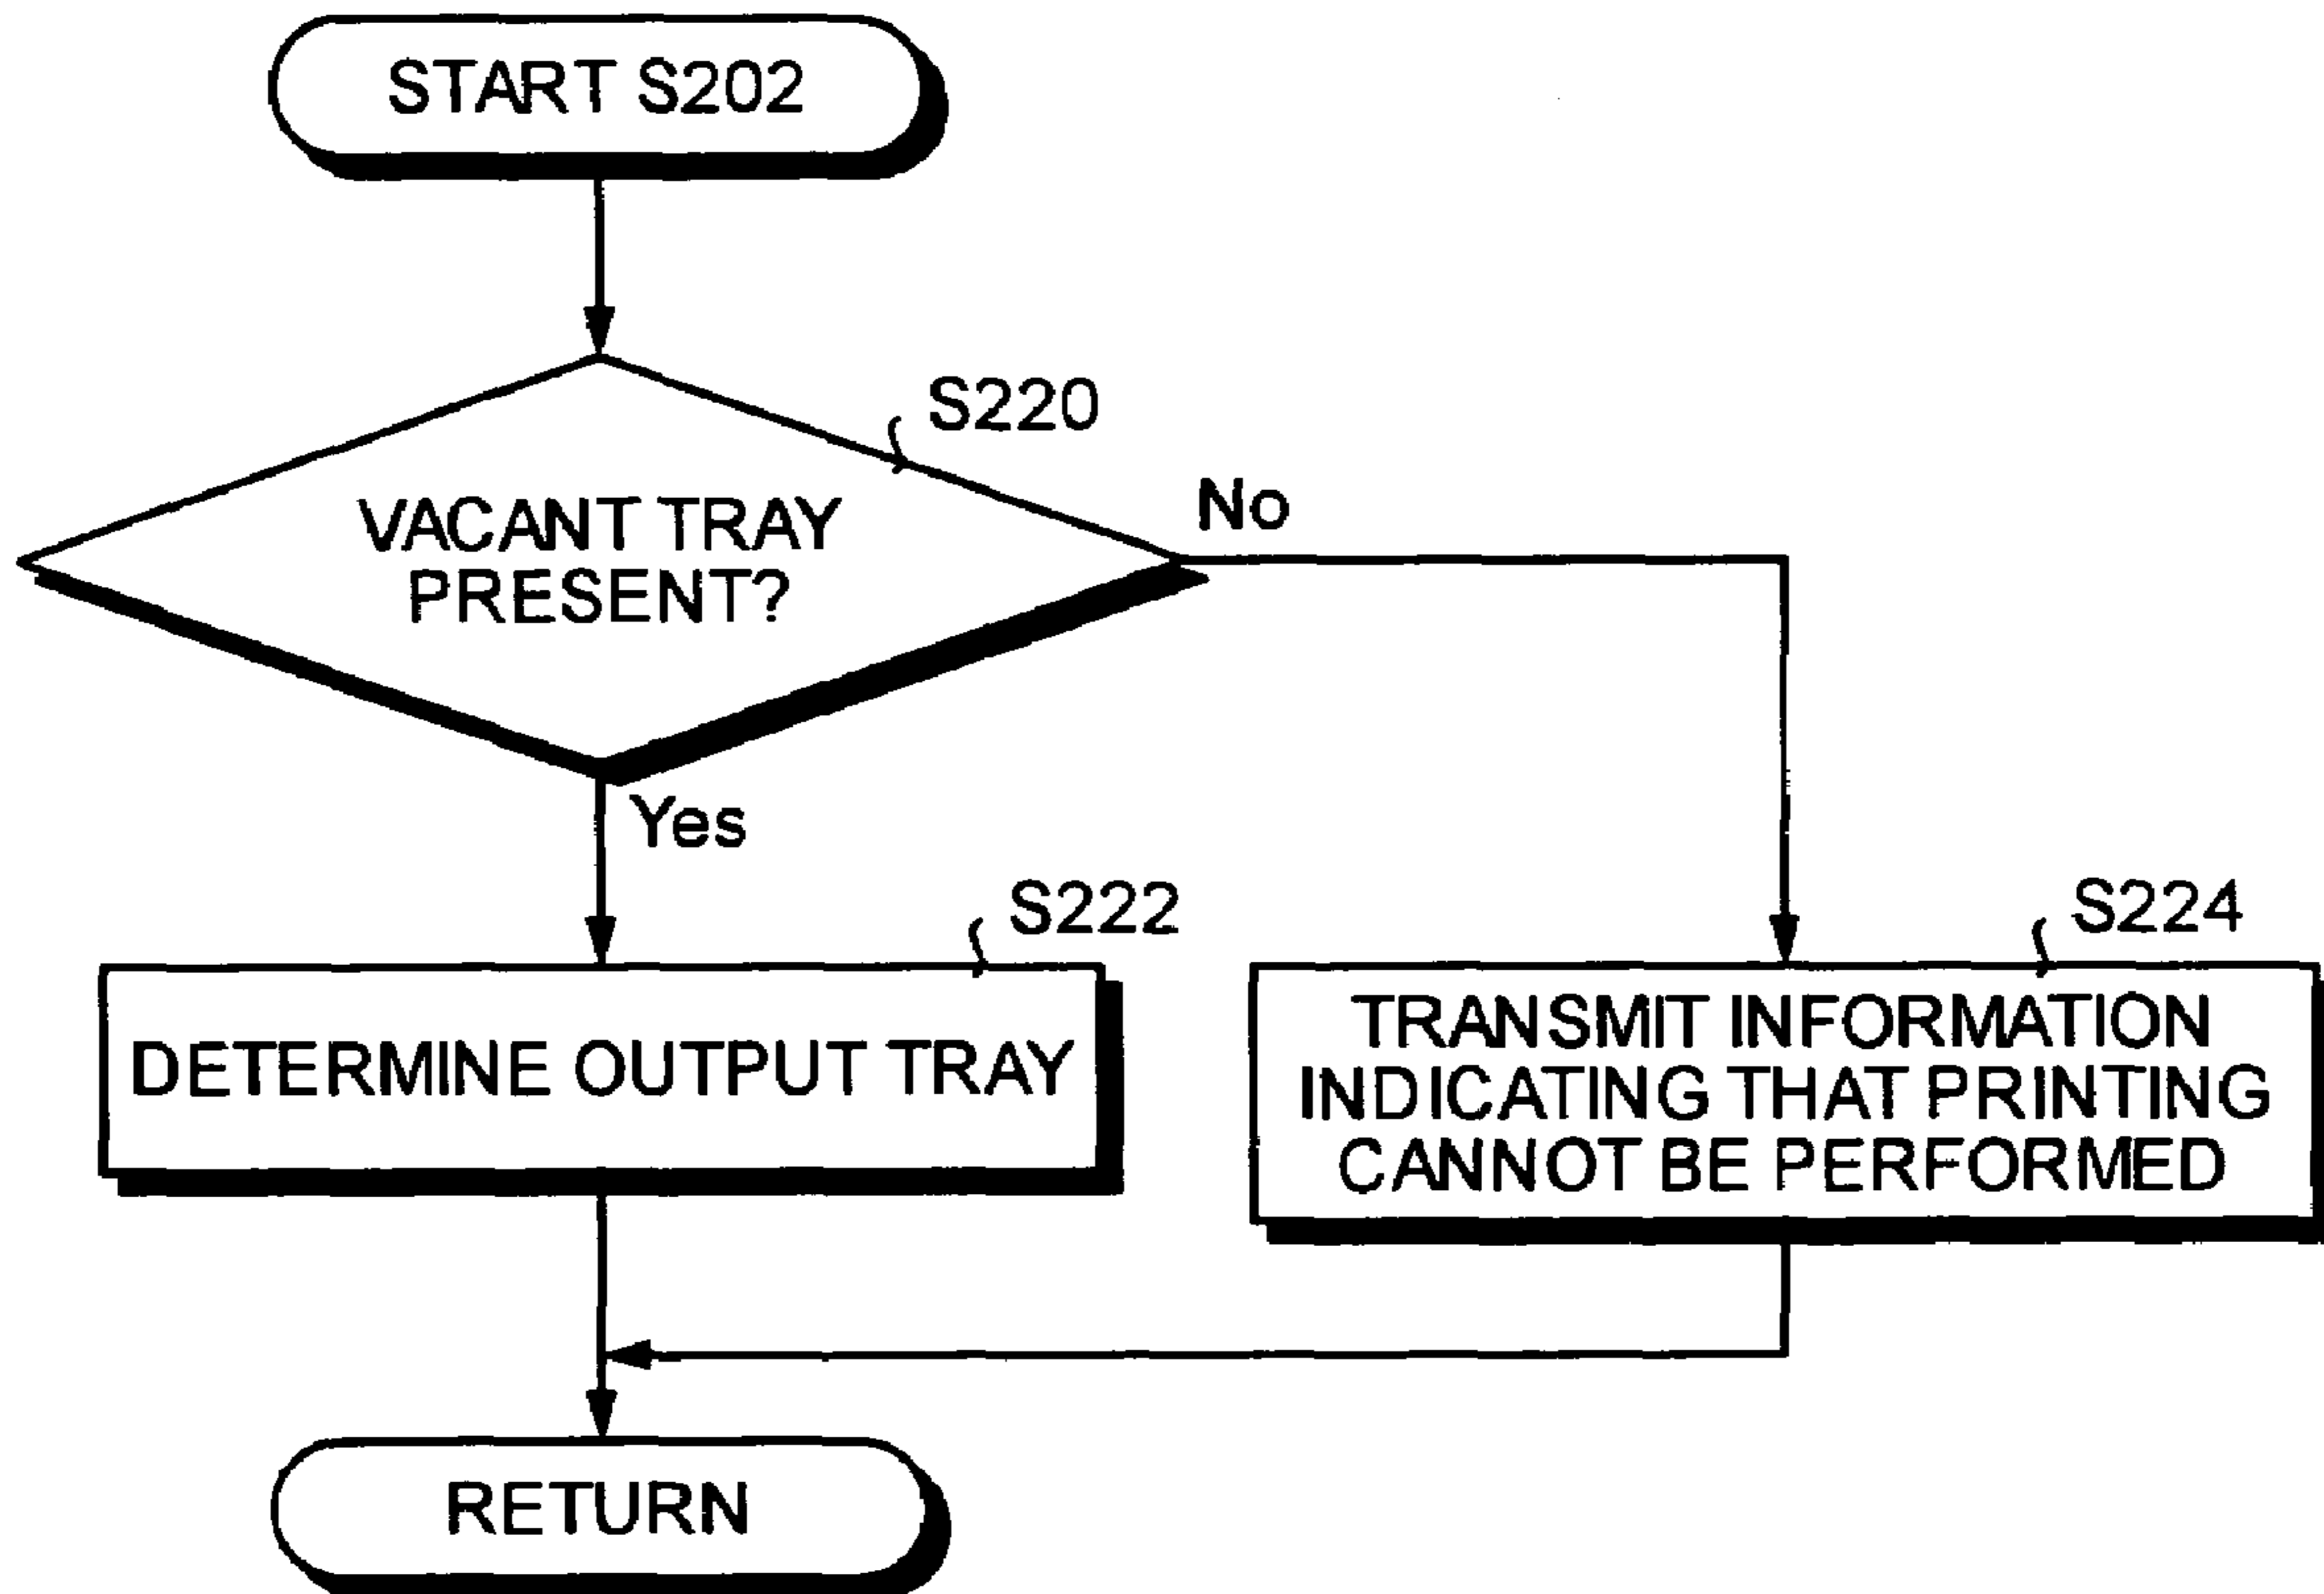 START S202
S220
VACANT TRAY
PRESENT?
No
Yes
S222
DETERMINE OUTPUT TRAY
S224
TRANSMIT INFORMATION
INDICATING THAT PRINTING
CANNOT BE PERFORMED
RETURN